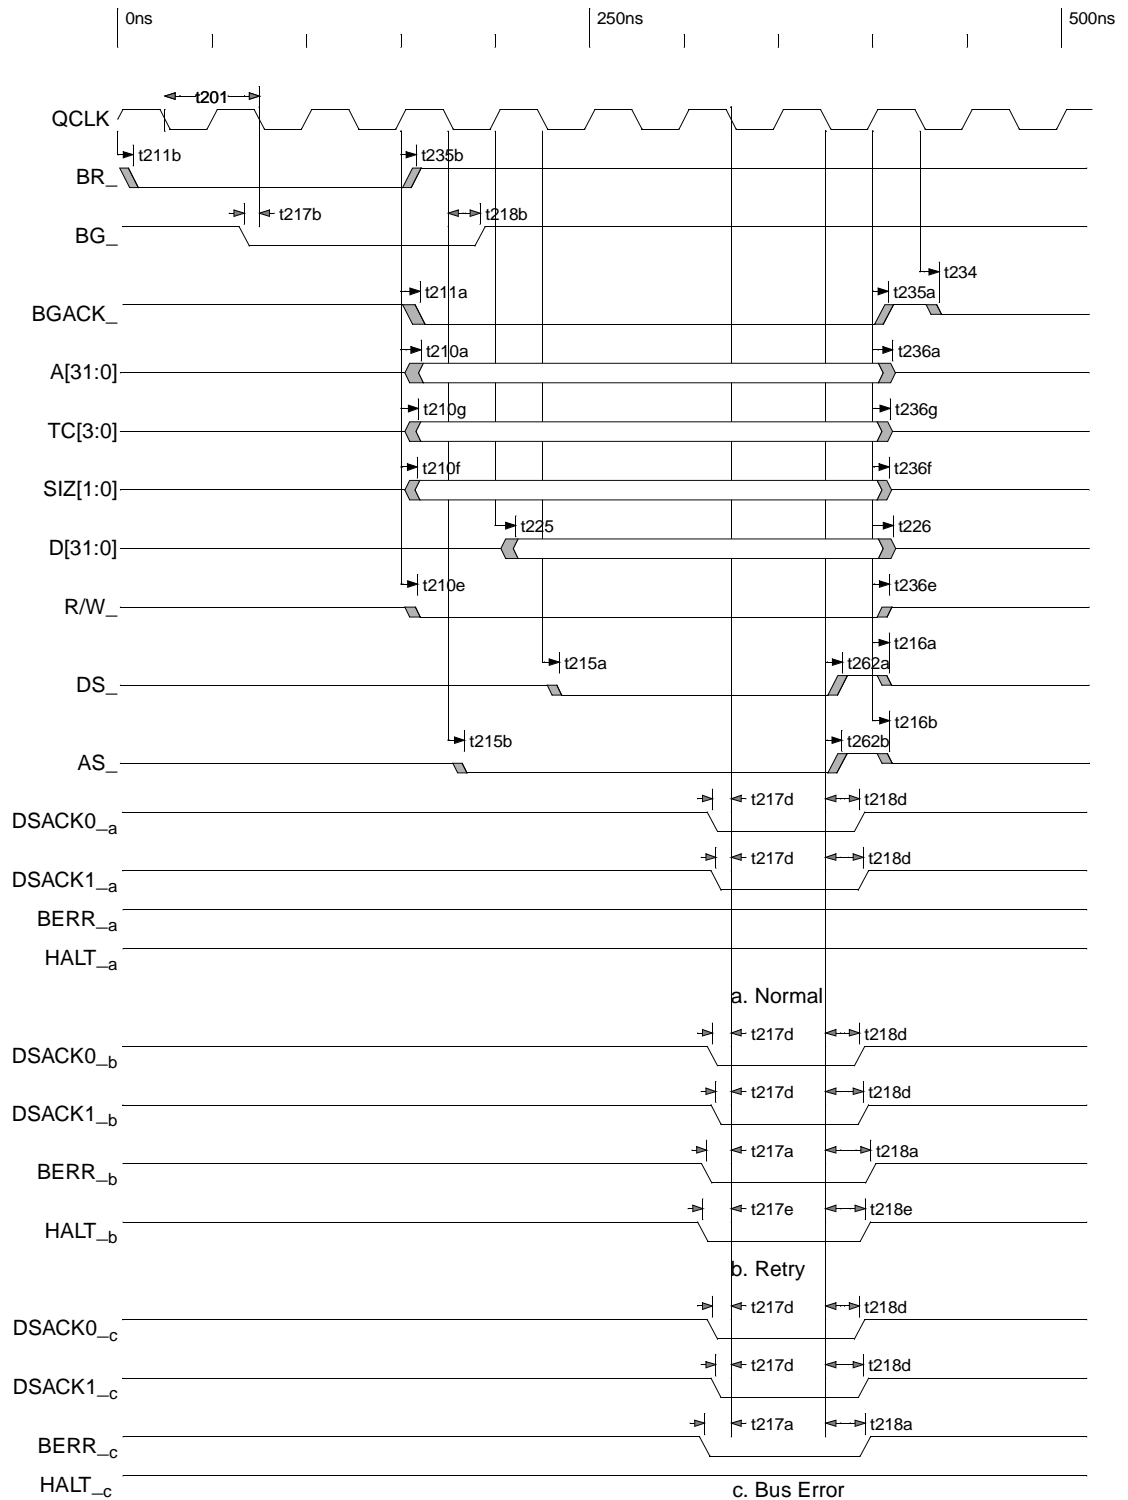 0ns 250ns 500ns
t201
QCLK
t211b t235b
BR_
t217b t218b
BG_
t234
t211a t235a
BGACK_
t210a t236a
A[31:0]
t210g t236g
TC[3:0]
t210f t236f
SIZ[1:0]
t225 t226
D[31:0]
t210e t236e
R/W_
t216a
t215a t262a
DS_
t216b
t215b t262b
AS_
t217d t218d
DSACK0_a
t217d t218d
DSACK1_a
BERR_a
HALT_a
a. Normal
t217d t218d
DSACK0_b
t217d t218d
DSACK1_b
t217a t218a
BERR_b
t217e t218e
HALT_b
b. Retry
t217d t218d
DSACK0_c
t217d t218d
DSACK1_c
t217a t218a
BERR_c
HALT_c
c. Bus Error